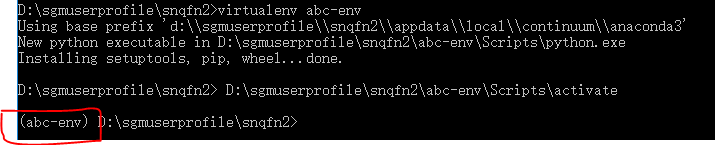 D:\sgmuserprofile\snqfn2>virtualenv abc-env
Using base prefix 'd:\\sgmuserprofile\\snqfn2\\appdata\\local\\continuum\\anaconda3'
New python executable in D:\sgmuserprofile\snqfn2\abc-env\Scripts\python.exe
Installing setuptools, pip, wheel...done.
D:\sgmuserprofile\snqfn2> D:\sgmuserprofile\snqfn2\abc-env\Scripts\activate
(abc-env) D:\sgmuserprofile\snqfn2>